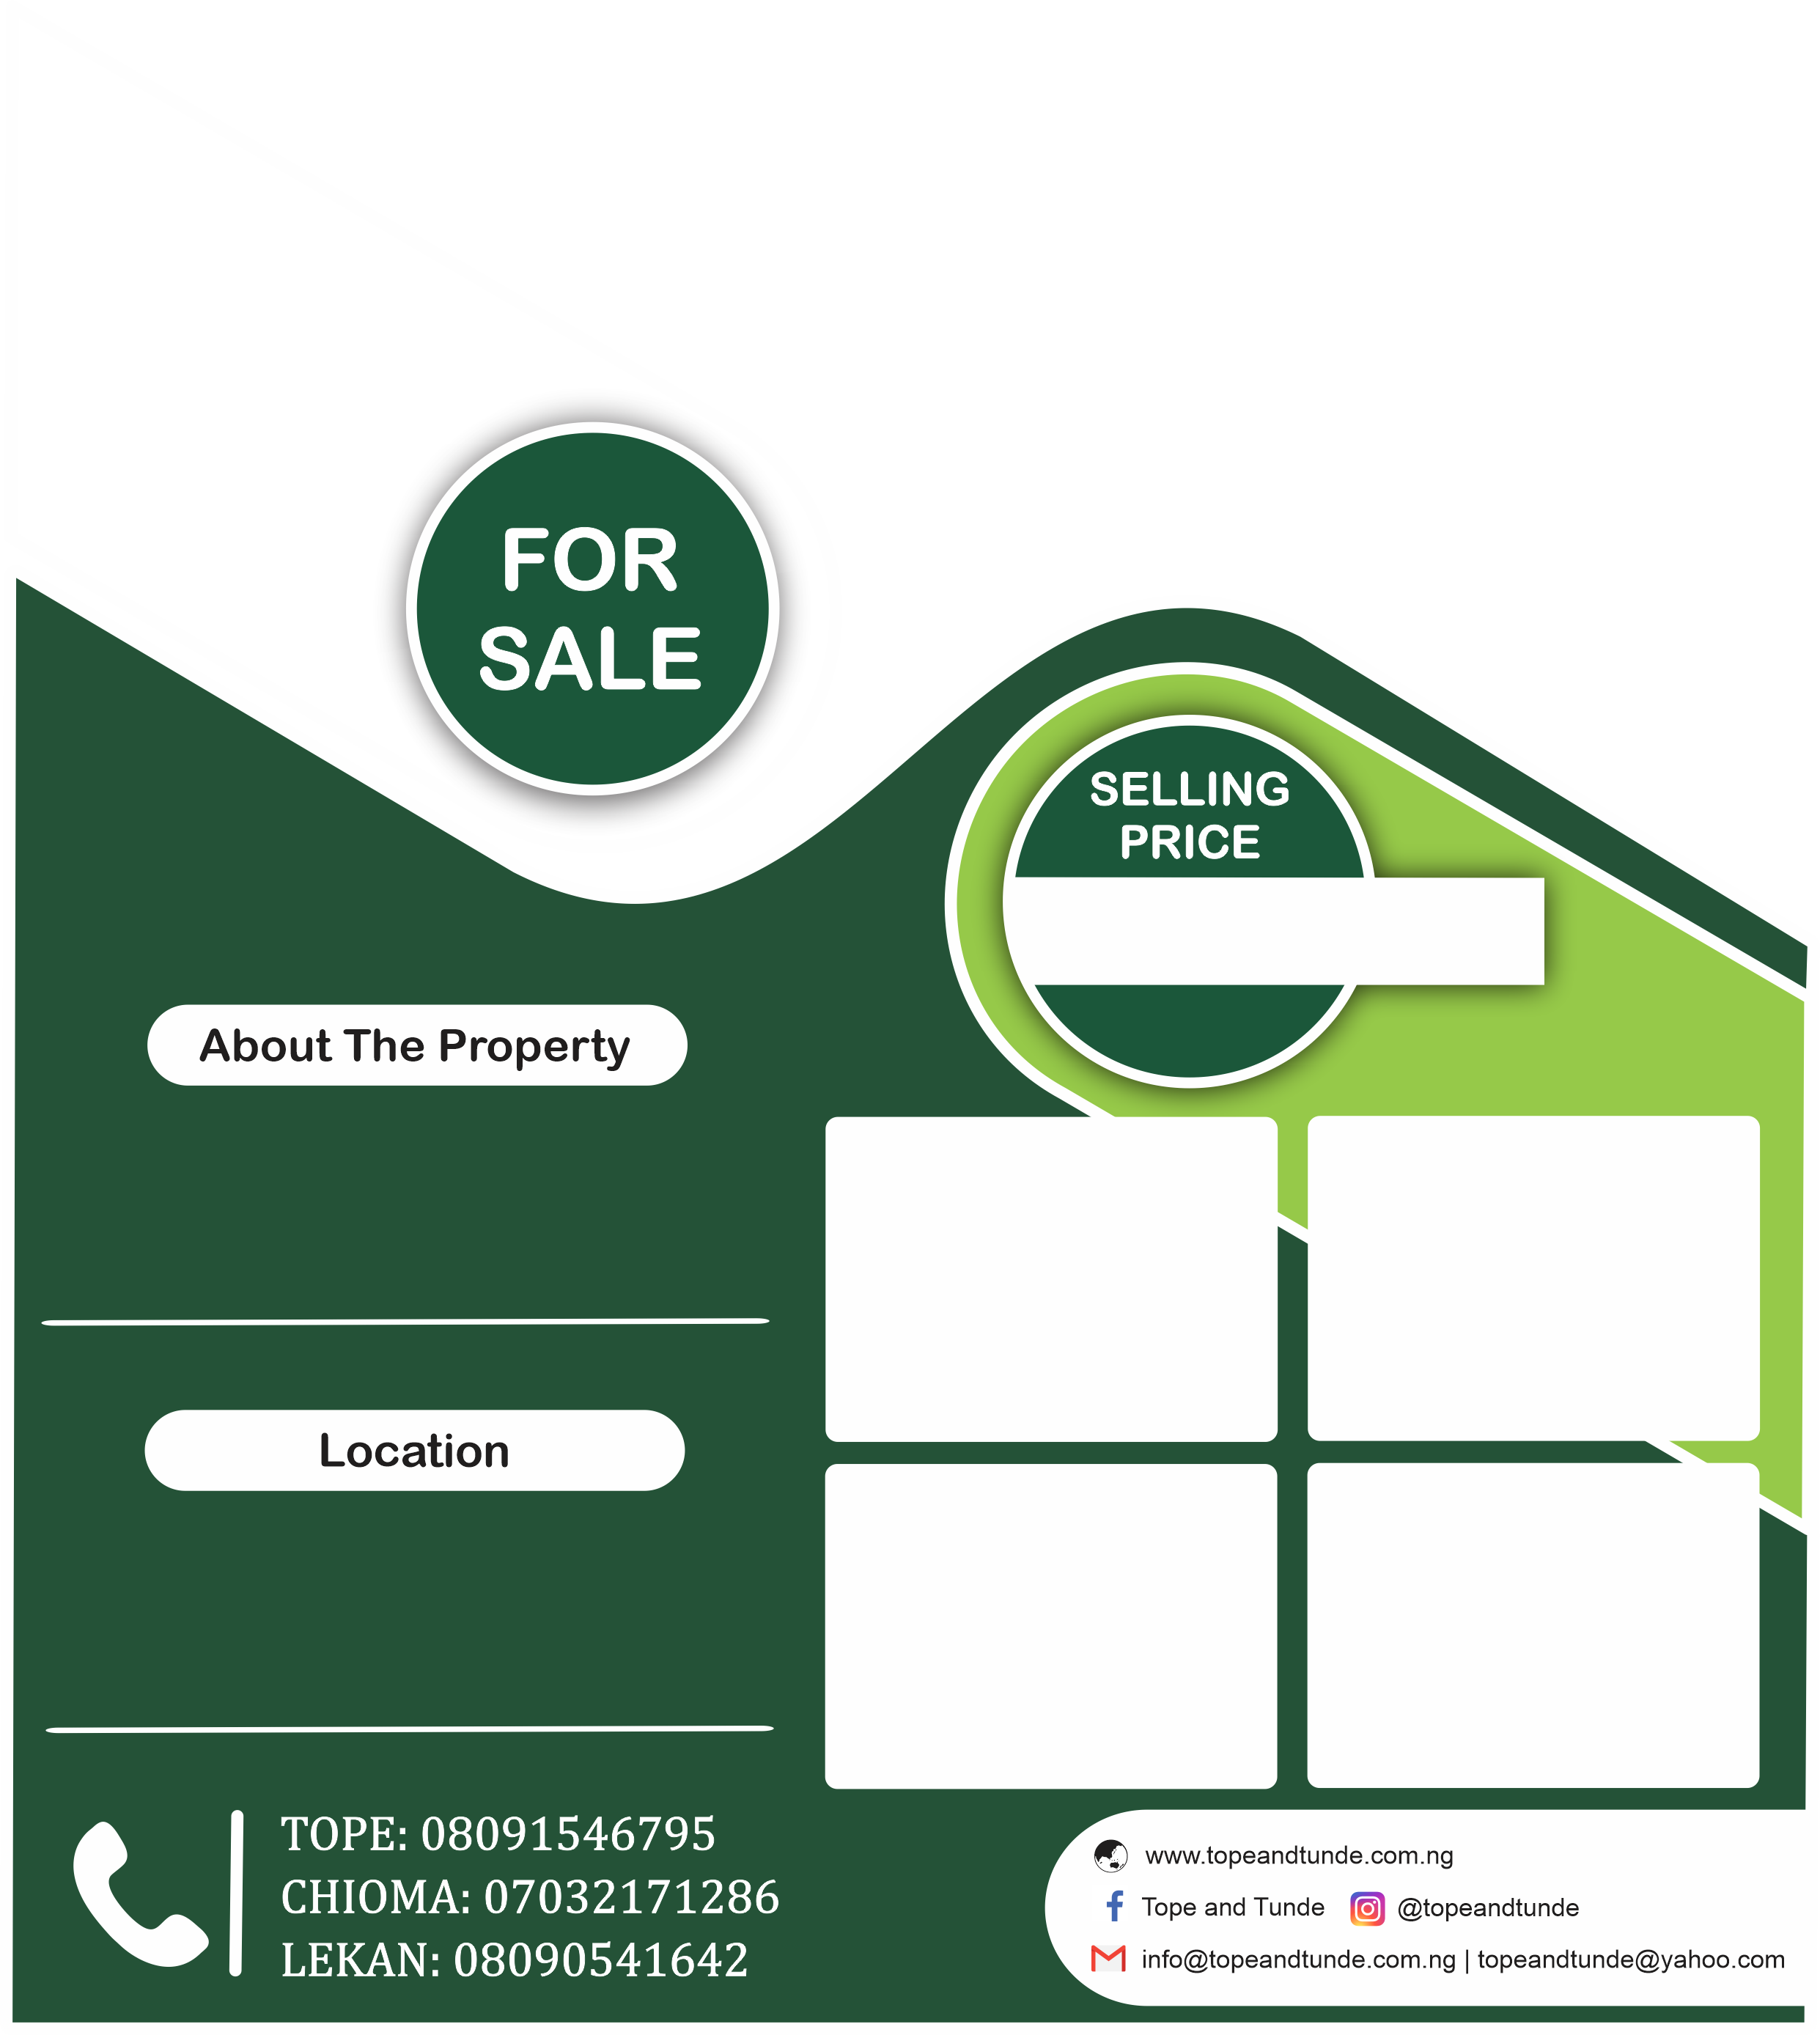 FOR
SALE
SELLING
PRICE
About The Property
Location
TOPE: 08091546795
CHIOMA: 07032171286
LEKAN: 08090541642
www.topeandtunde.com.ng
Tope and Tunde @topeandtunde
info@topeandtunde.com.ng | topeandtunde@yahoo.com